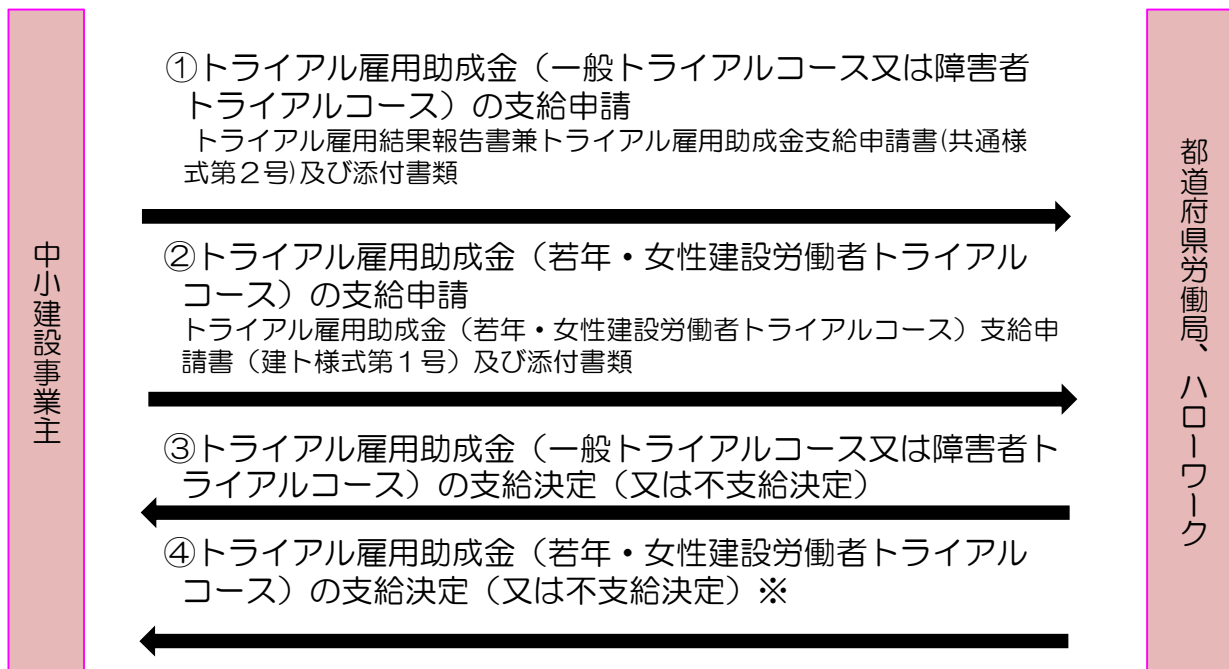 中小建設事業主
①トライアル雇用助成金（一般トライアルコース又は障害者
トライアルコース）の支給申請
トライアル雇用結果報告書兼トライアル雇用助成金支給申請書(共通様
式第２号)及び添付書類
②トライアル雇用助成金（若年・女性建設労働者トライアル
コース）の支給申請
トライアル雇用助成金（若年・女性建設労働者トライアルコース）支給申
請書（建ト様式第１号）及び添付書類
③トライアル雇用助成金（一般トライアルコース又は障害者ト
ライアルコース）の支給決定（又は不支給決定）
④トライアル雇用助成金（若年・女性建設労働者トライアル
コース）の支給決定（又は不支給決定）※
都道府県労働局、ハローワーク